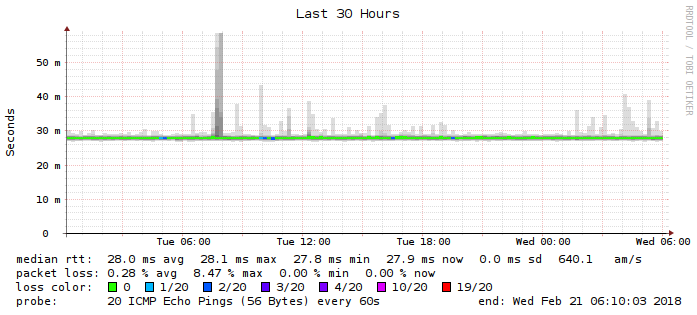 Last 30 Hours
RRDTOOL / TOBI OETIKER
Seconds
50 m
40 m
30 m
20 m
10 m
0
Tue 06:00 Tue 12:00 Tue 18:00 Wed 00:00 Wed 06:00
median rtt: 28.0 ms avg 28.1 ms max 27.8 ms min 27.9 ms now 0.0 ms sd 640.1 am/s
packet loss: 0.28 % avg 8.47 % max 0.00 % min 0.00 % now
loss color: 0 1/20 2/20 3/20 4/20 10/20 19/20
probe: 20 ICMP Echo Pings (56 Bytes) every 60s end: Wed Feb 21 06:10:03 2018